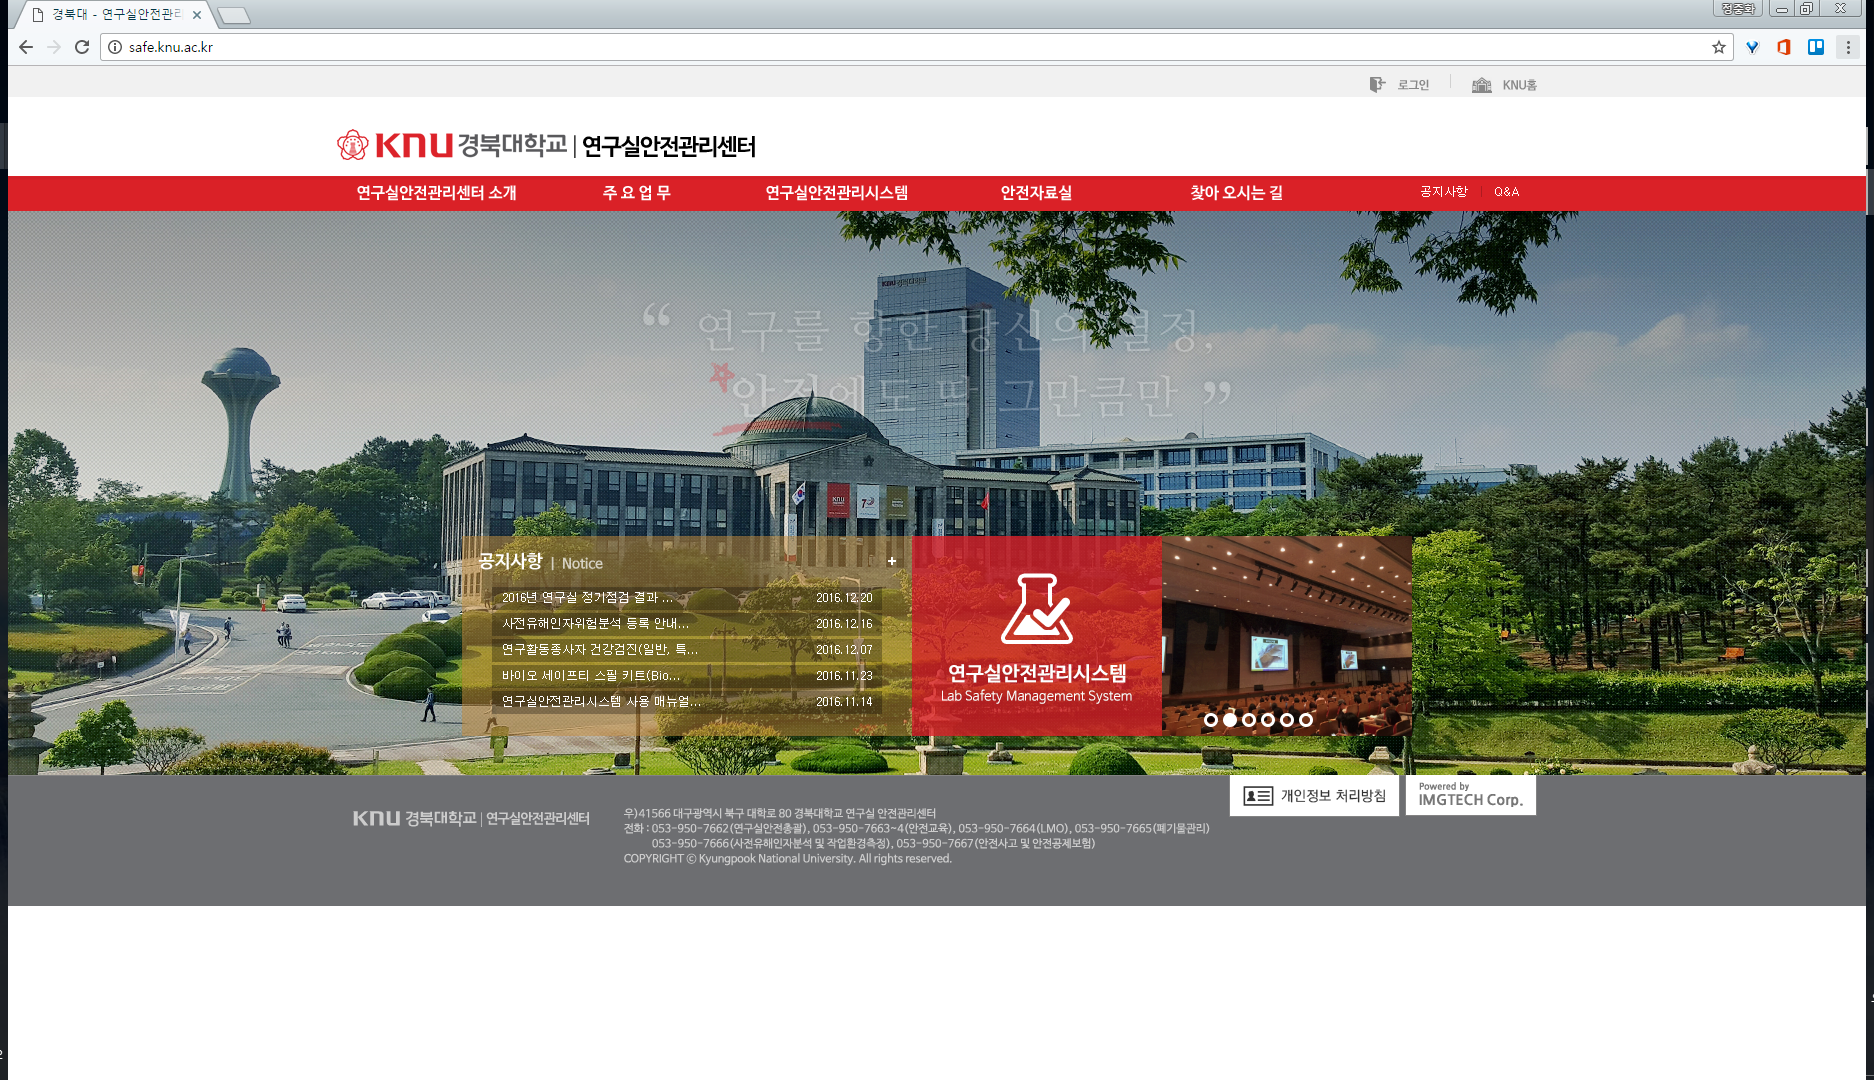 경북대 - 연구실안전관리
정종화
safe.knu.ac.kr
로그인
KNU홈
KNU 경북대학교 | 연구실안전관리센터
연구실안전관리센터 소개
주 요 업 무
연구실안전관리시스템
안전자료실
찾아 오시는 길
공지사항
Q&A
“ 연구를 향한 당신의 열정,
안전에도 딱 그만큼만 ”
공지사항 | Notice
+
2016년 연구실 정기점검 결과 ... 2016.12.20
사전유해인자위험분석 등록 안내... 2016.12.16
연구활동종사자 건강검진(일반, 특... 2016.12.07
바이오 세이프티 스필 키트(Bio... 2016.11.23
연구실안전관리시스템 사용 매뉴얼... 2016.11.14
연구실안전관리시스템
Lab Safety Management System
개인정보 처리방침
Powered by
IMGTECH Corp.
KNU 경북대학교 | 연구실안전관리센터
우)41566 대구광역시 북구 대학로 80 경북대학교 연구실 안전관리센터
전화 : 053-950-7662(연구실안전총괄), 053-950-7663~4(안전교육), 053-950-7664(LMO), 053-950-7665(폐기물관리)
053-950-7666(사전유해인자분석 및 작업환경측정), 053-950-7667(안전사고 및 안전공제보험)
COPYRIGHT ⓒ Kyungpook National University. All rights reserved.